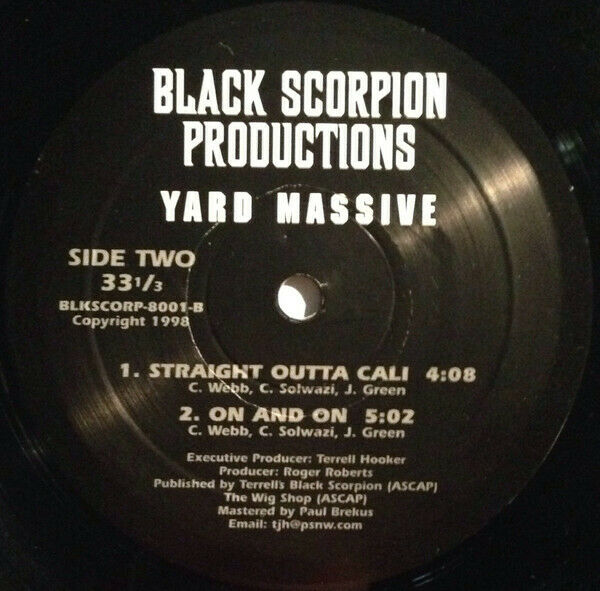 BLACK SCORPION
PRODUCTIONS
YARD MASSIVE
SIDE TWO
33 1/3
BLKSCORP-8001-B
Copyright 1998
1. STRAIGHT OUTTA CALI 4:08
C. Webb, C. Solwazi, J. Green
2. ON AND ON 5:02
C. Webb, C. Solwazi, J. Green
Executive Producer: Terrell Hooker
Producer: Roger Roberts
Published by Terrell's Black Scorpion (ASCAP)
The Wig Shop (ASCAP)
Mastered by Paul Brekus
Email: tjh@psnw.com